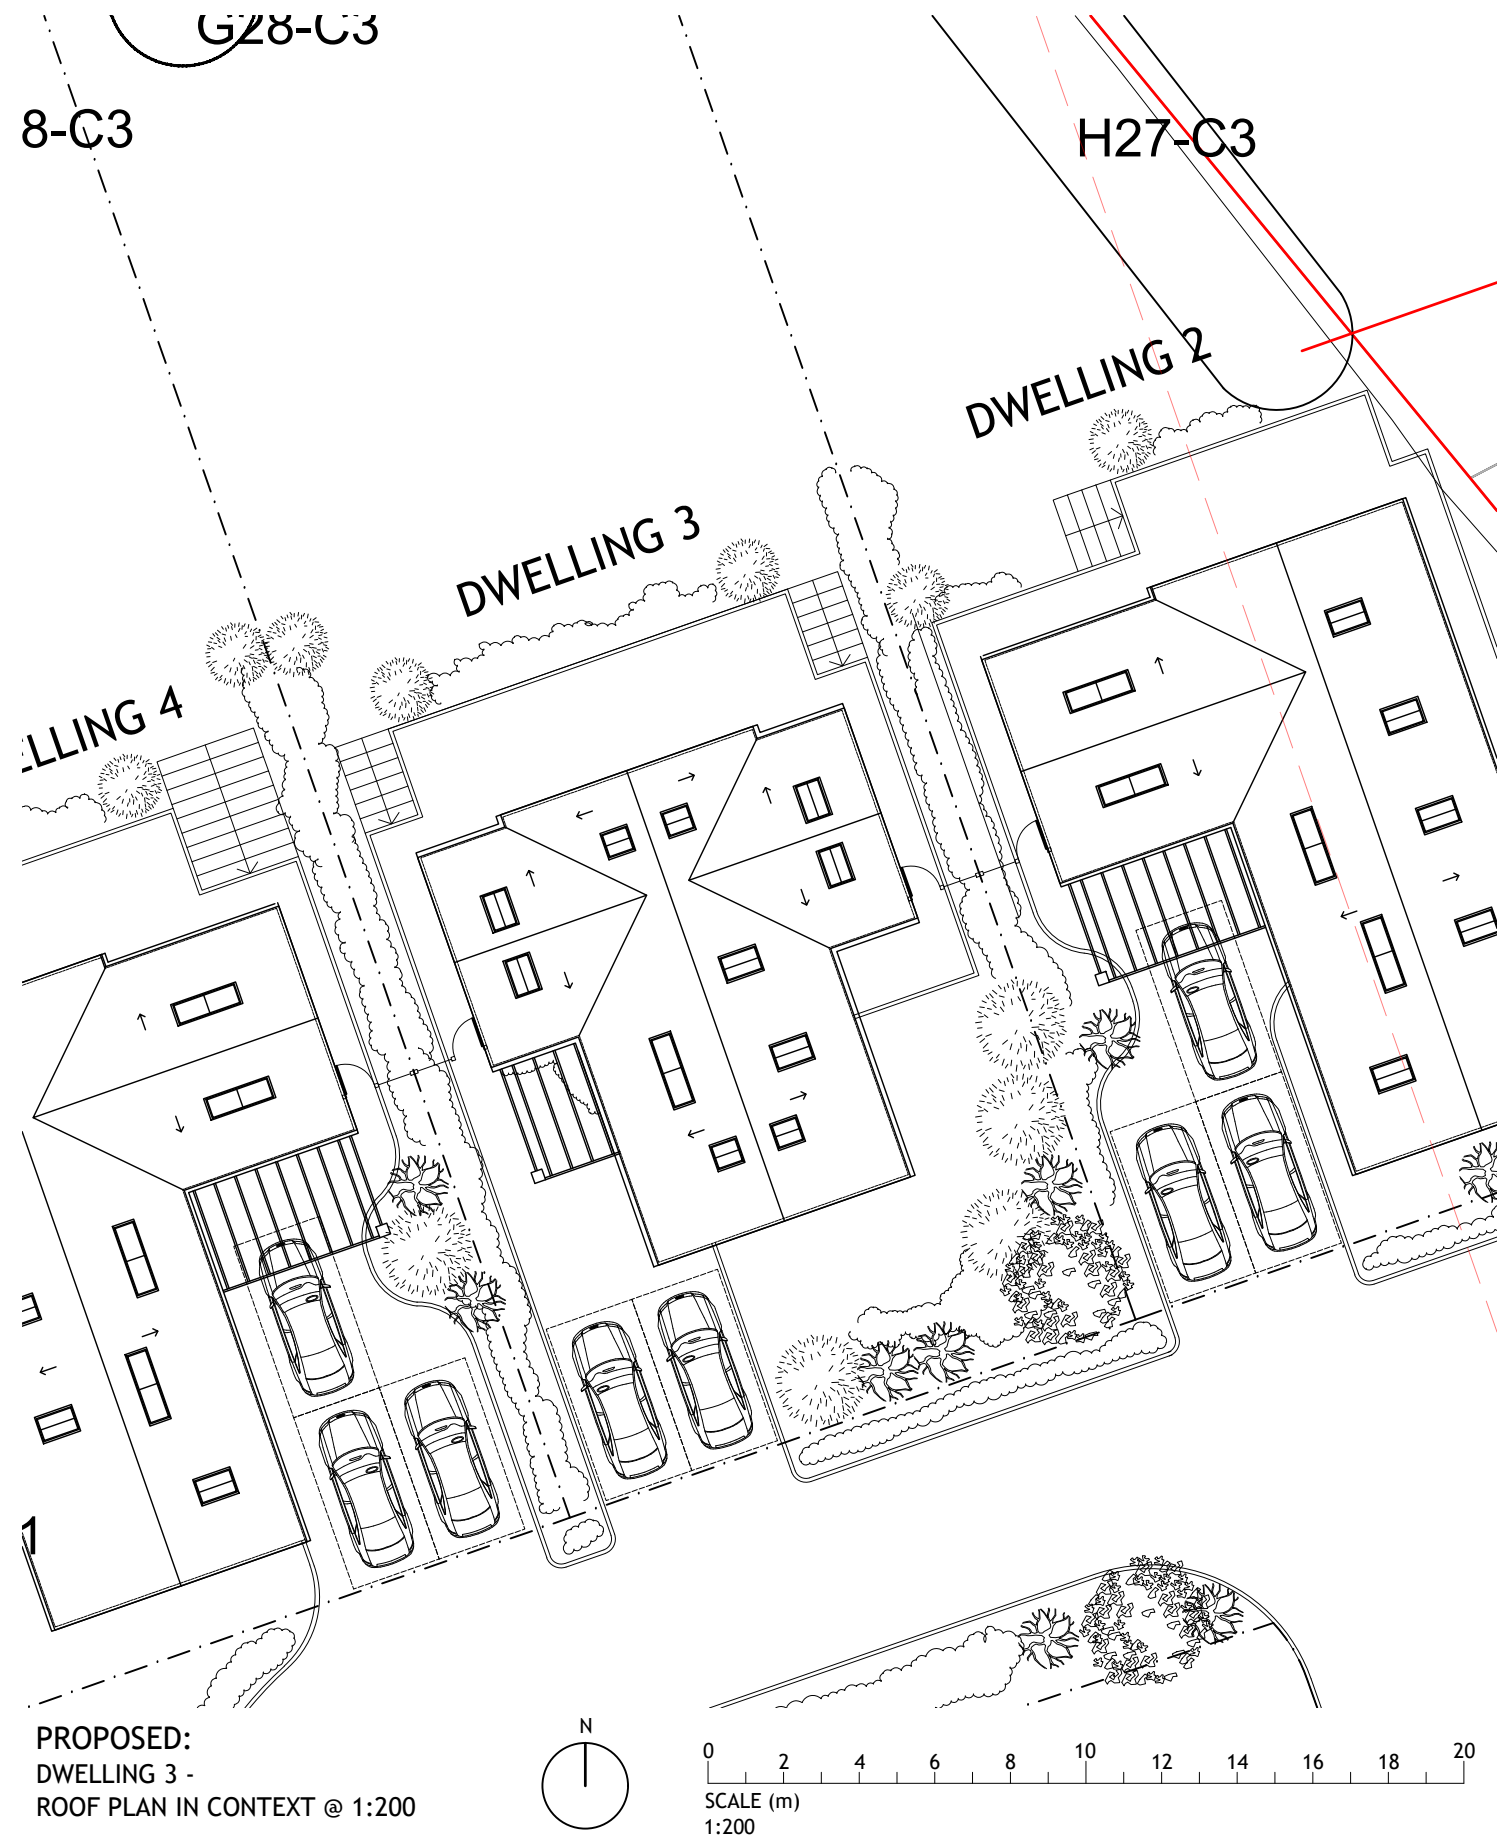 G28-C3
8-C3
H27-C3
DWELLING 2
DWELLING 3
ELLING 4
1
PROPOSED:
DWELLING 3 -
ROOF PLAN IN CONTEXT @ 1:200
N
0 2 4 6 8 10 12 14 16 18 20
SCALE (m)
1:200